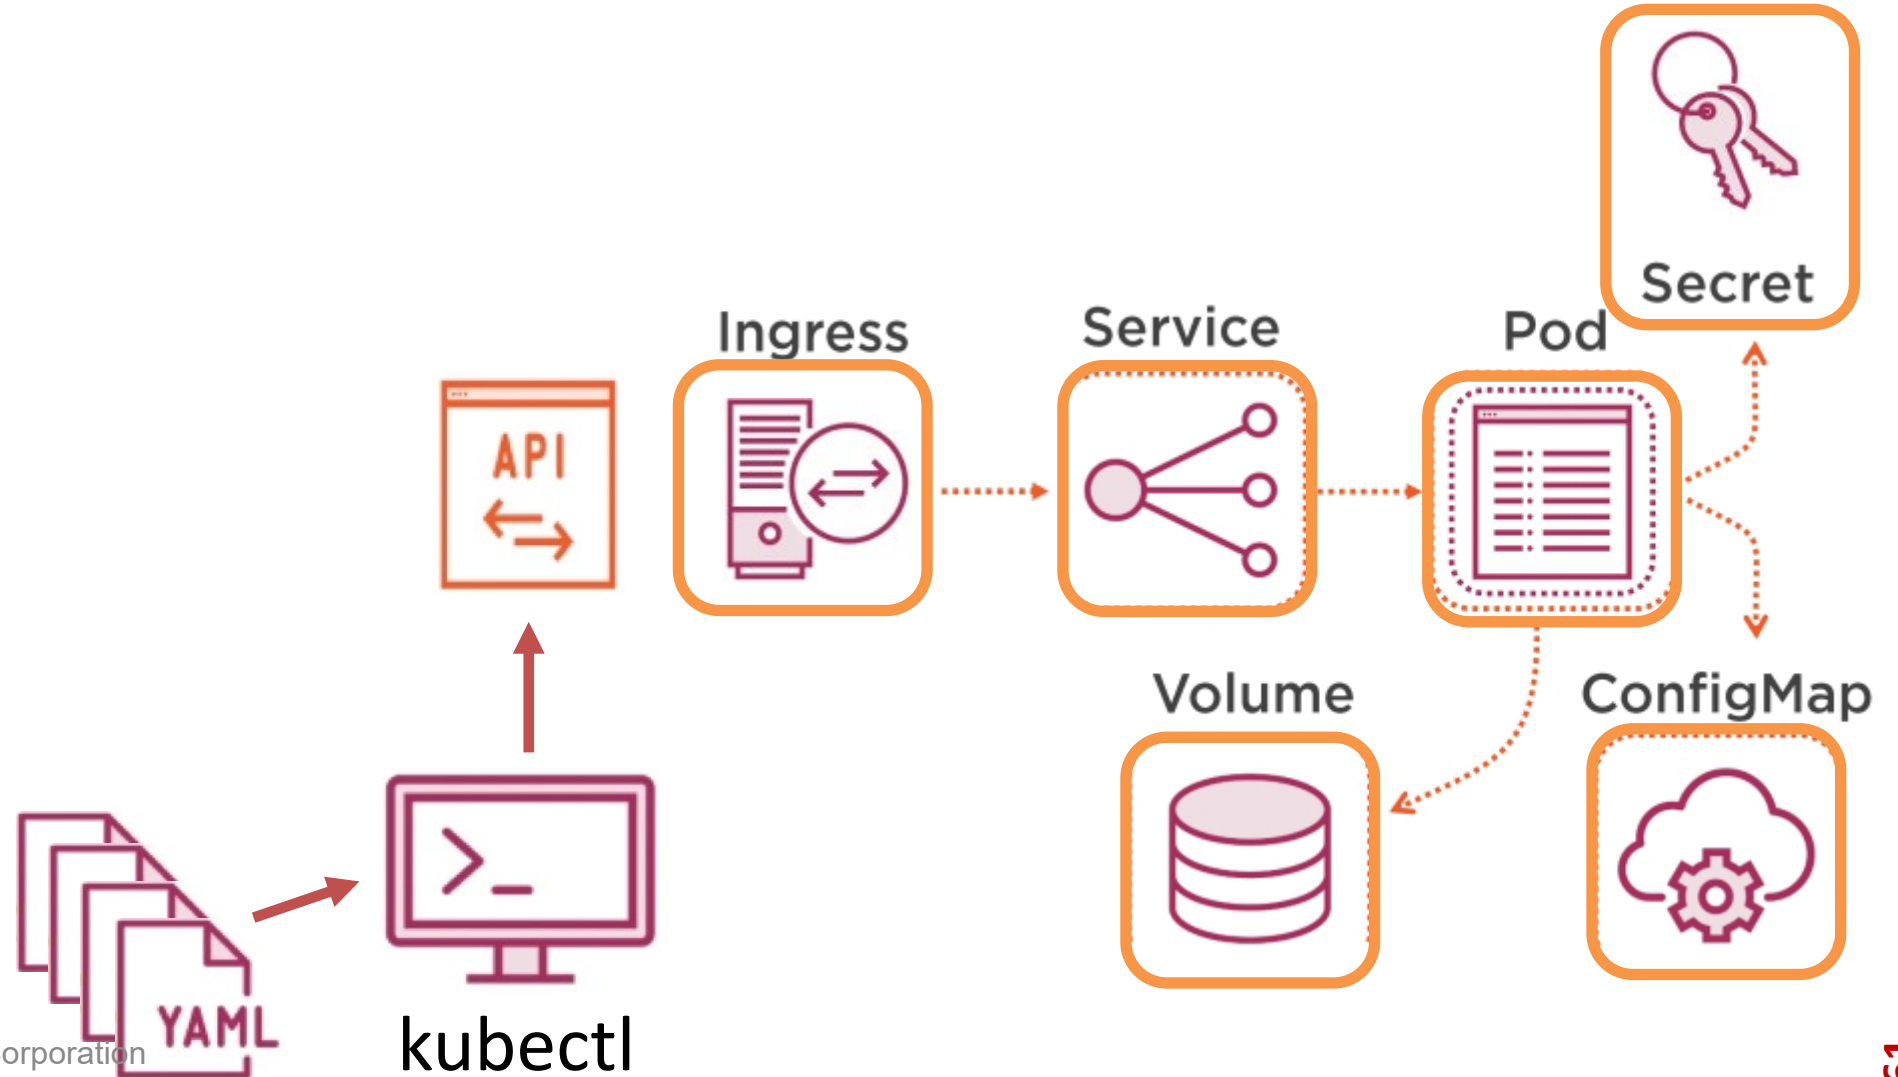 Secret
Ingress
Service
Pod
API
Volume
ConfigMap
YAML
kubectl
orporation